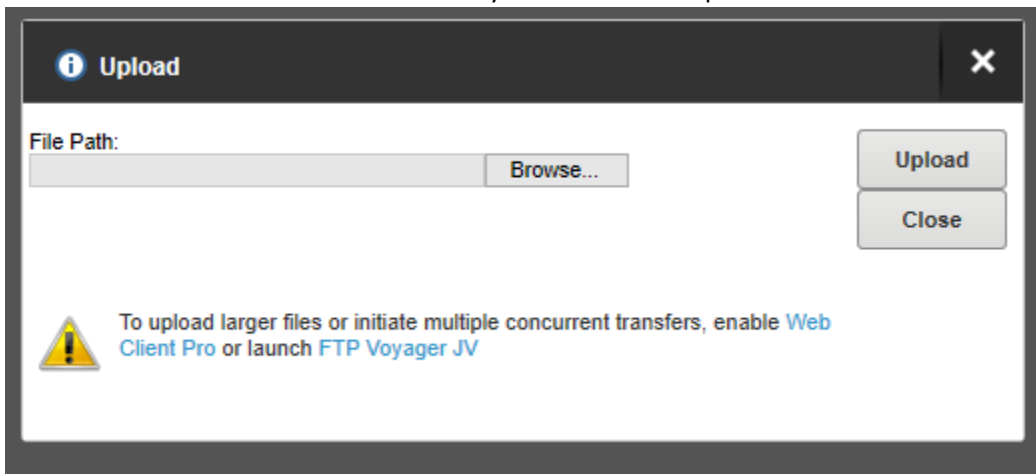 Upload
File Path:
Browse...
Upload
Close
To upload larger files or initiate multiple concurrent transfers, enable Web
Client Pro or launch FTP Voyager JV